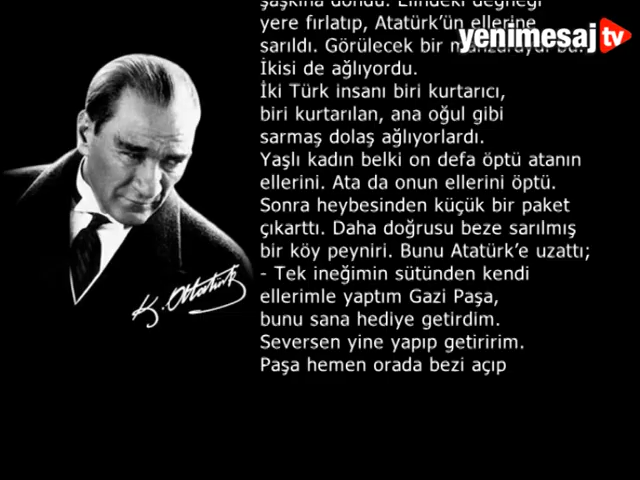 yenimesaj tv
şaşkına döndü. Elindeki değneği
yere fırlatıp, Atatürk'ün ellerine
sarıldı. Görülecek bir
İkisi de ağlıyordu.
İki Türk insanı biri kurtarıcı,
biri kurtarılan, ana oğul gibi
sarmaş dolaş ağlıyorlardı.
Yaşlı kadın belki on defa öptü atanın
ellerini. Ata da onun ellerini öptü.
Sonra heybesinden küçük bir paket
çıkarttı. Daha doğrusu beze sarılmış
bir köy peyniri. Bunu Atatürk'e uzattı;
- Tek ineğimin sütünden kendi
ellerimle yaptım Gazi Paşa,
bunu sana hediye getirdim.
Seversen yine yapıp getiririm.
Paşa hemen orada bezi açıp
K. Atatürk